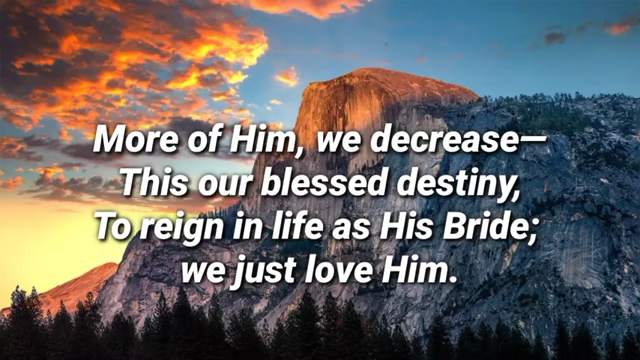 More of Him, we decrease—
This our blessed destiny,
To reign in life as His Bride;
we just love Him.